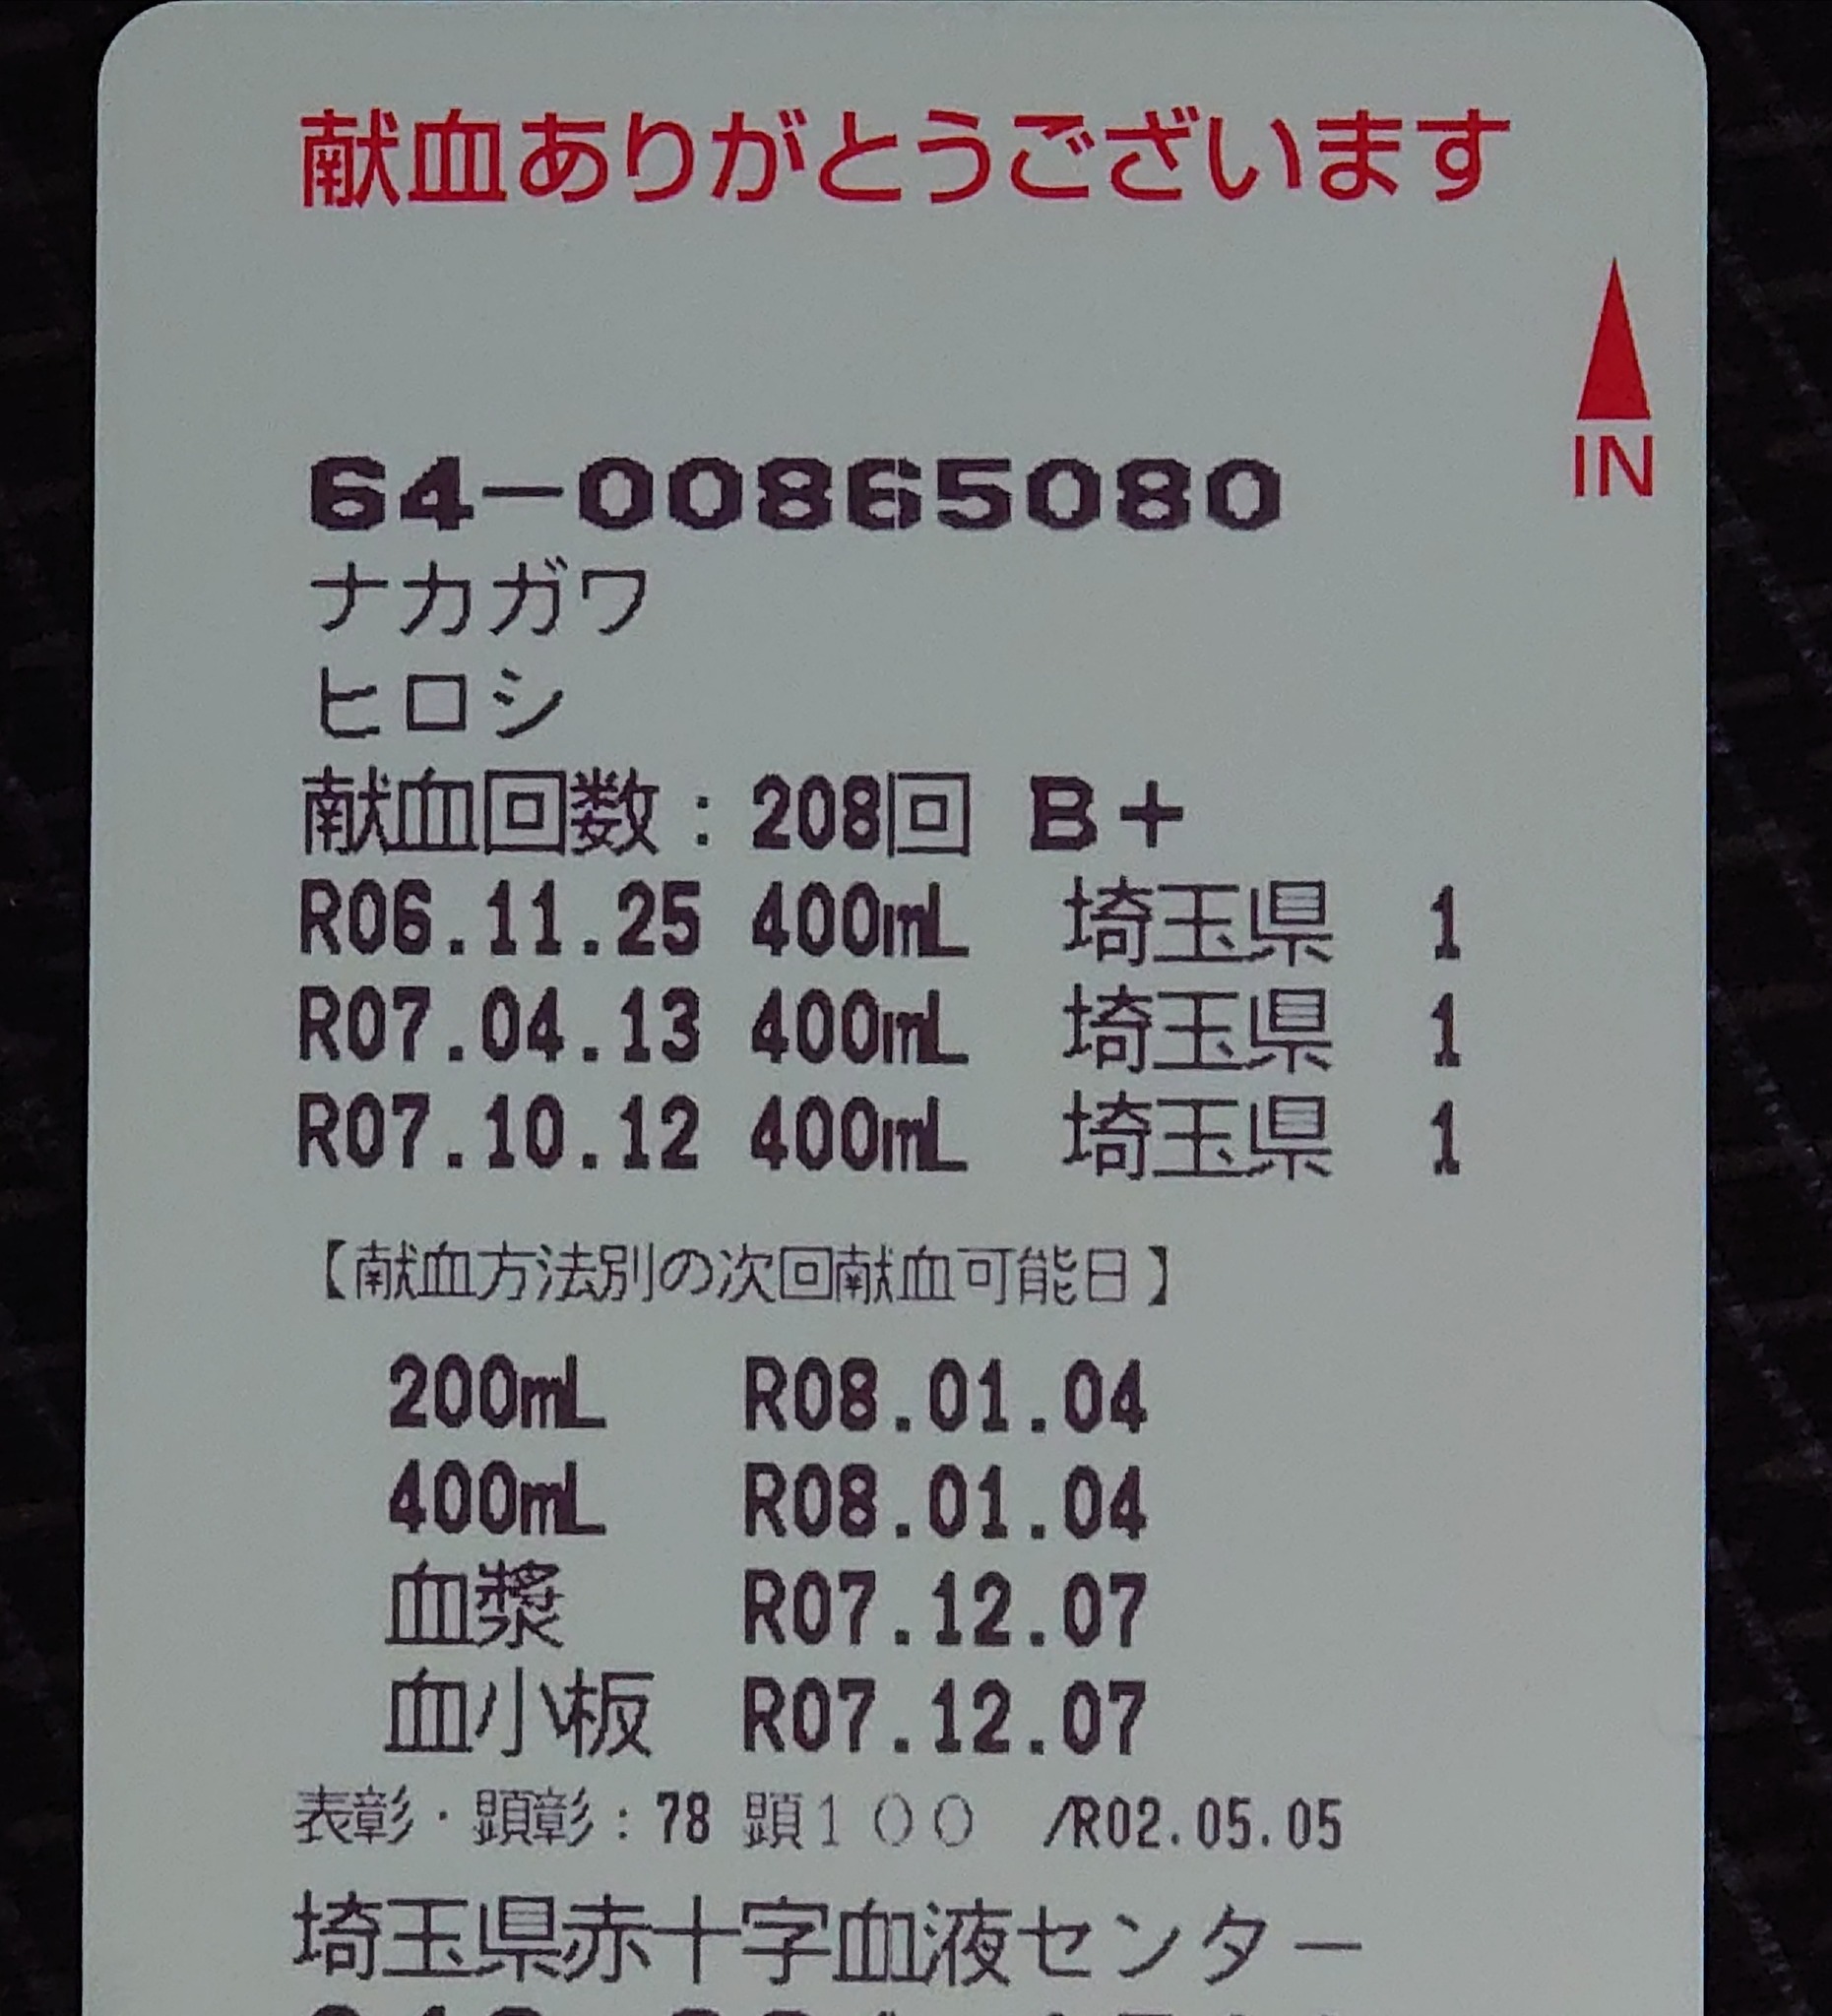 献血ありがとうございます
IN
64-00865080
ナカガワ
ヒロシ
献血回数：208回 B+
R06.11.25 400mL 埼玉県 1
R07.04.13 400mL 埼玉県 1
R07.10.12 400mL 埼玉県 1
【献血方法別の次回献血可能日】
200mL R08.01.04
400mL R08.01.04
血漿 R07.12.07
血小板 R07.12.07
表彰・顕彰：78 顕１００ /R02.05.05
埼玉県赤十字血液センター